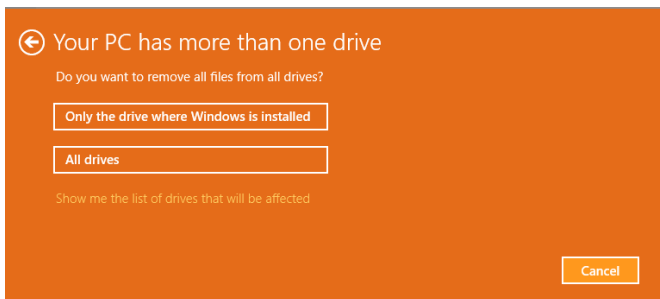 Your PC has more than one drive
Do you want to remove all files from all drives?
Only the drive where Windows is installed
All drives
Show me the list of drives that will be affected
Cancel